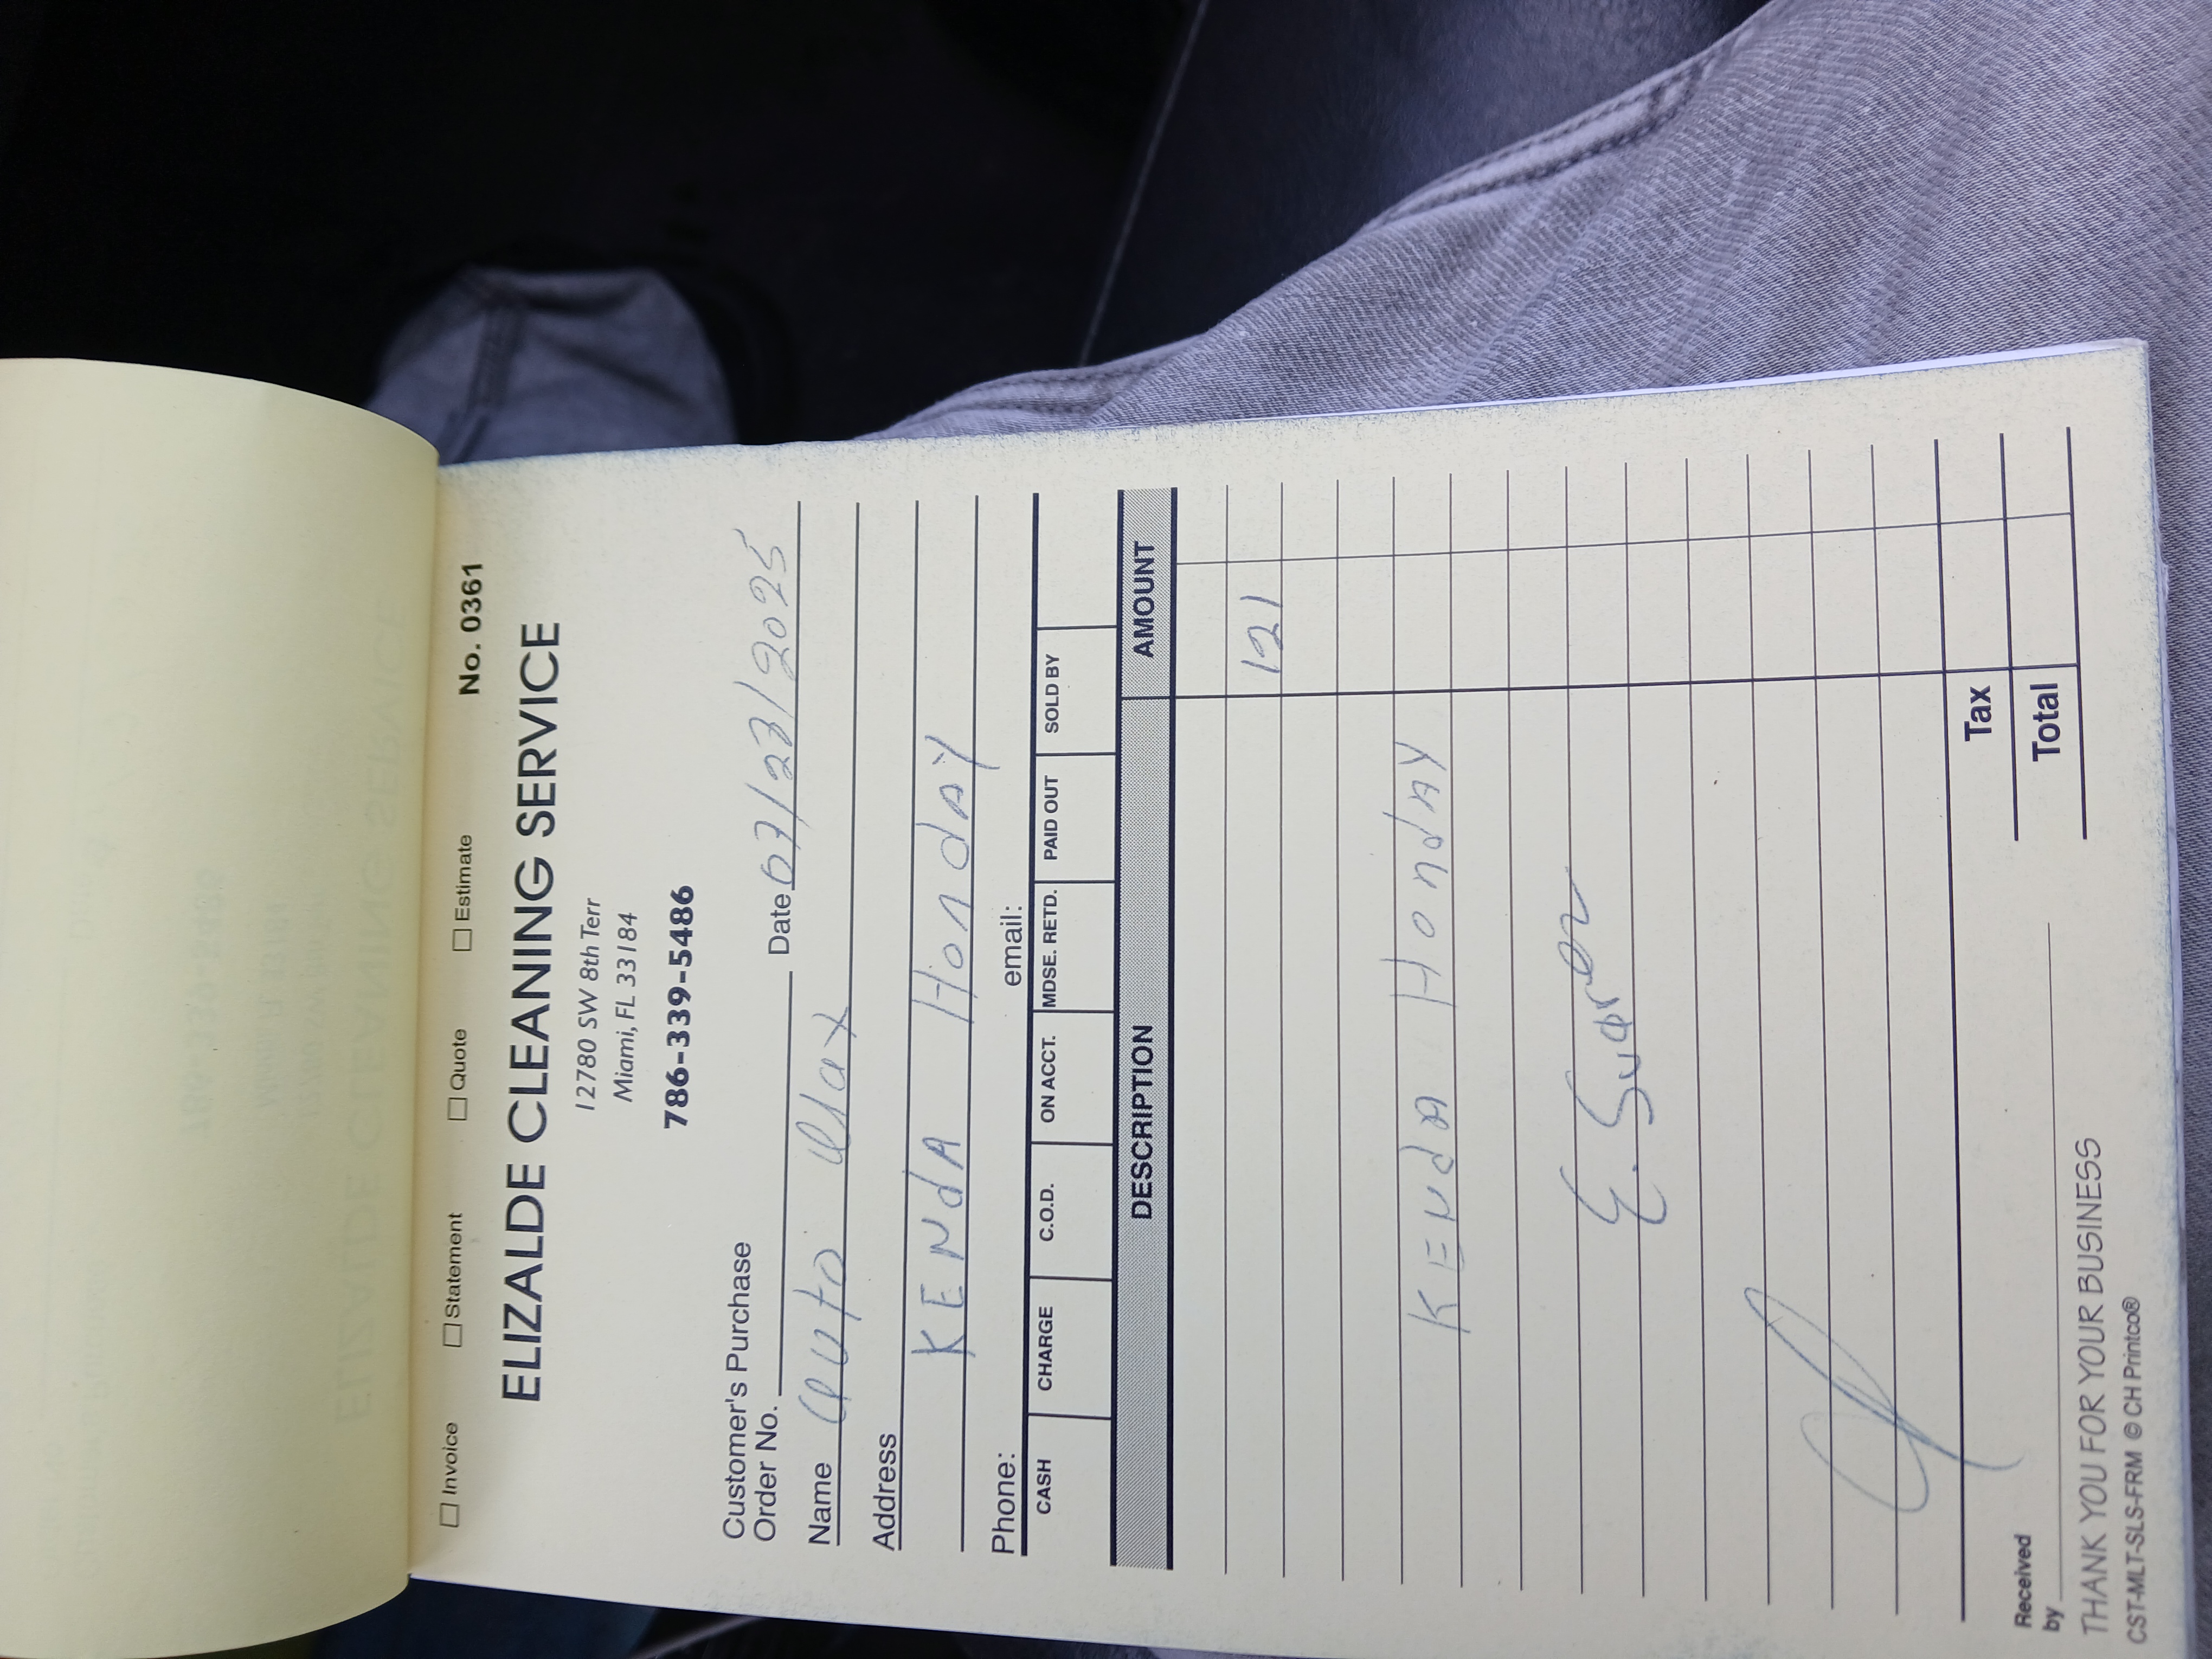 ☐ Invoice ☐ Statement ☐ Quote ☐ Estimate No. 0361
ELIZALDE CLEANING SERVICE
12780 SW 8th Terr
Miami, FL 33184
786-339-5486
Customer's Purchase
Order No. Date 07/23/2025
Name Auto Max
Address
KENdA HondAY
Phone: email:
CASH CHARGE C.O.D. ON ACCT. MDSE. RETD. PAID OUT SOLD BY
DESCRIPTION AMOUNT
121
KENdA HondAY
E. Suarez
Tax
Total
Received
by
THANK YOU FOR YOUR BUSINESS
CST-MLT-SLS-FRM © CH Printco®